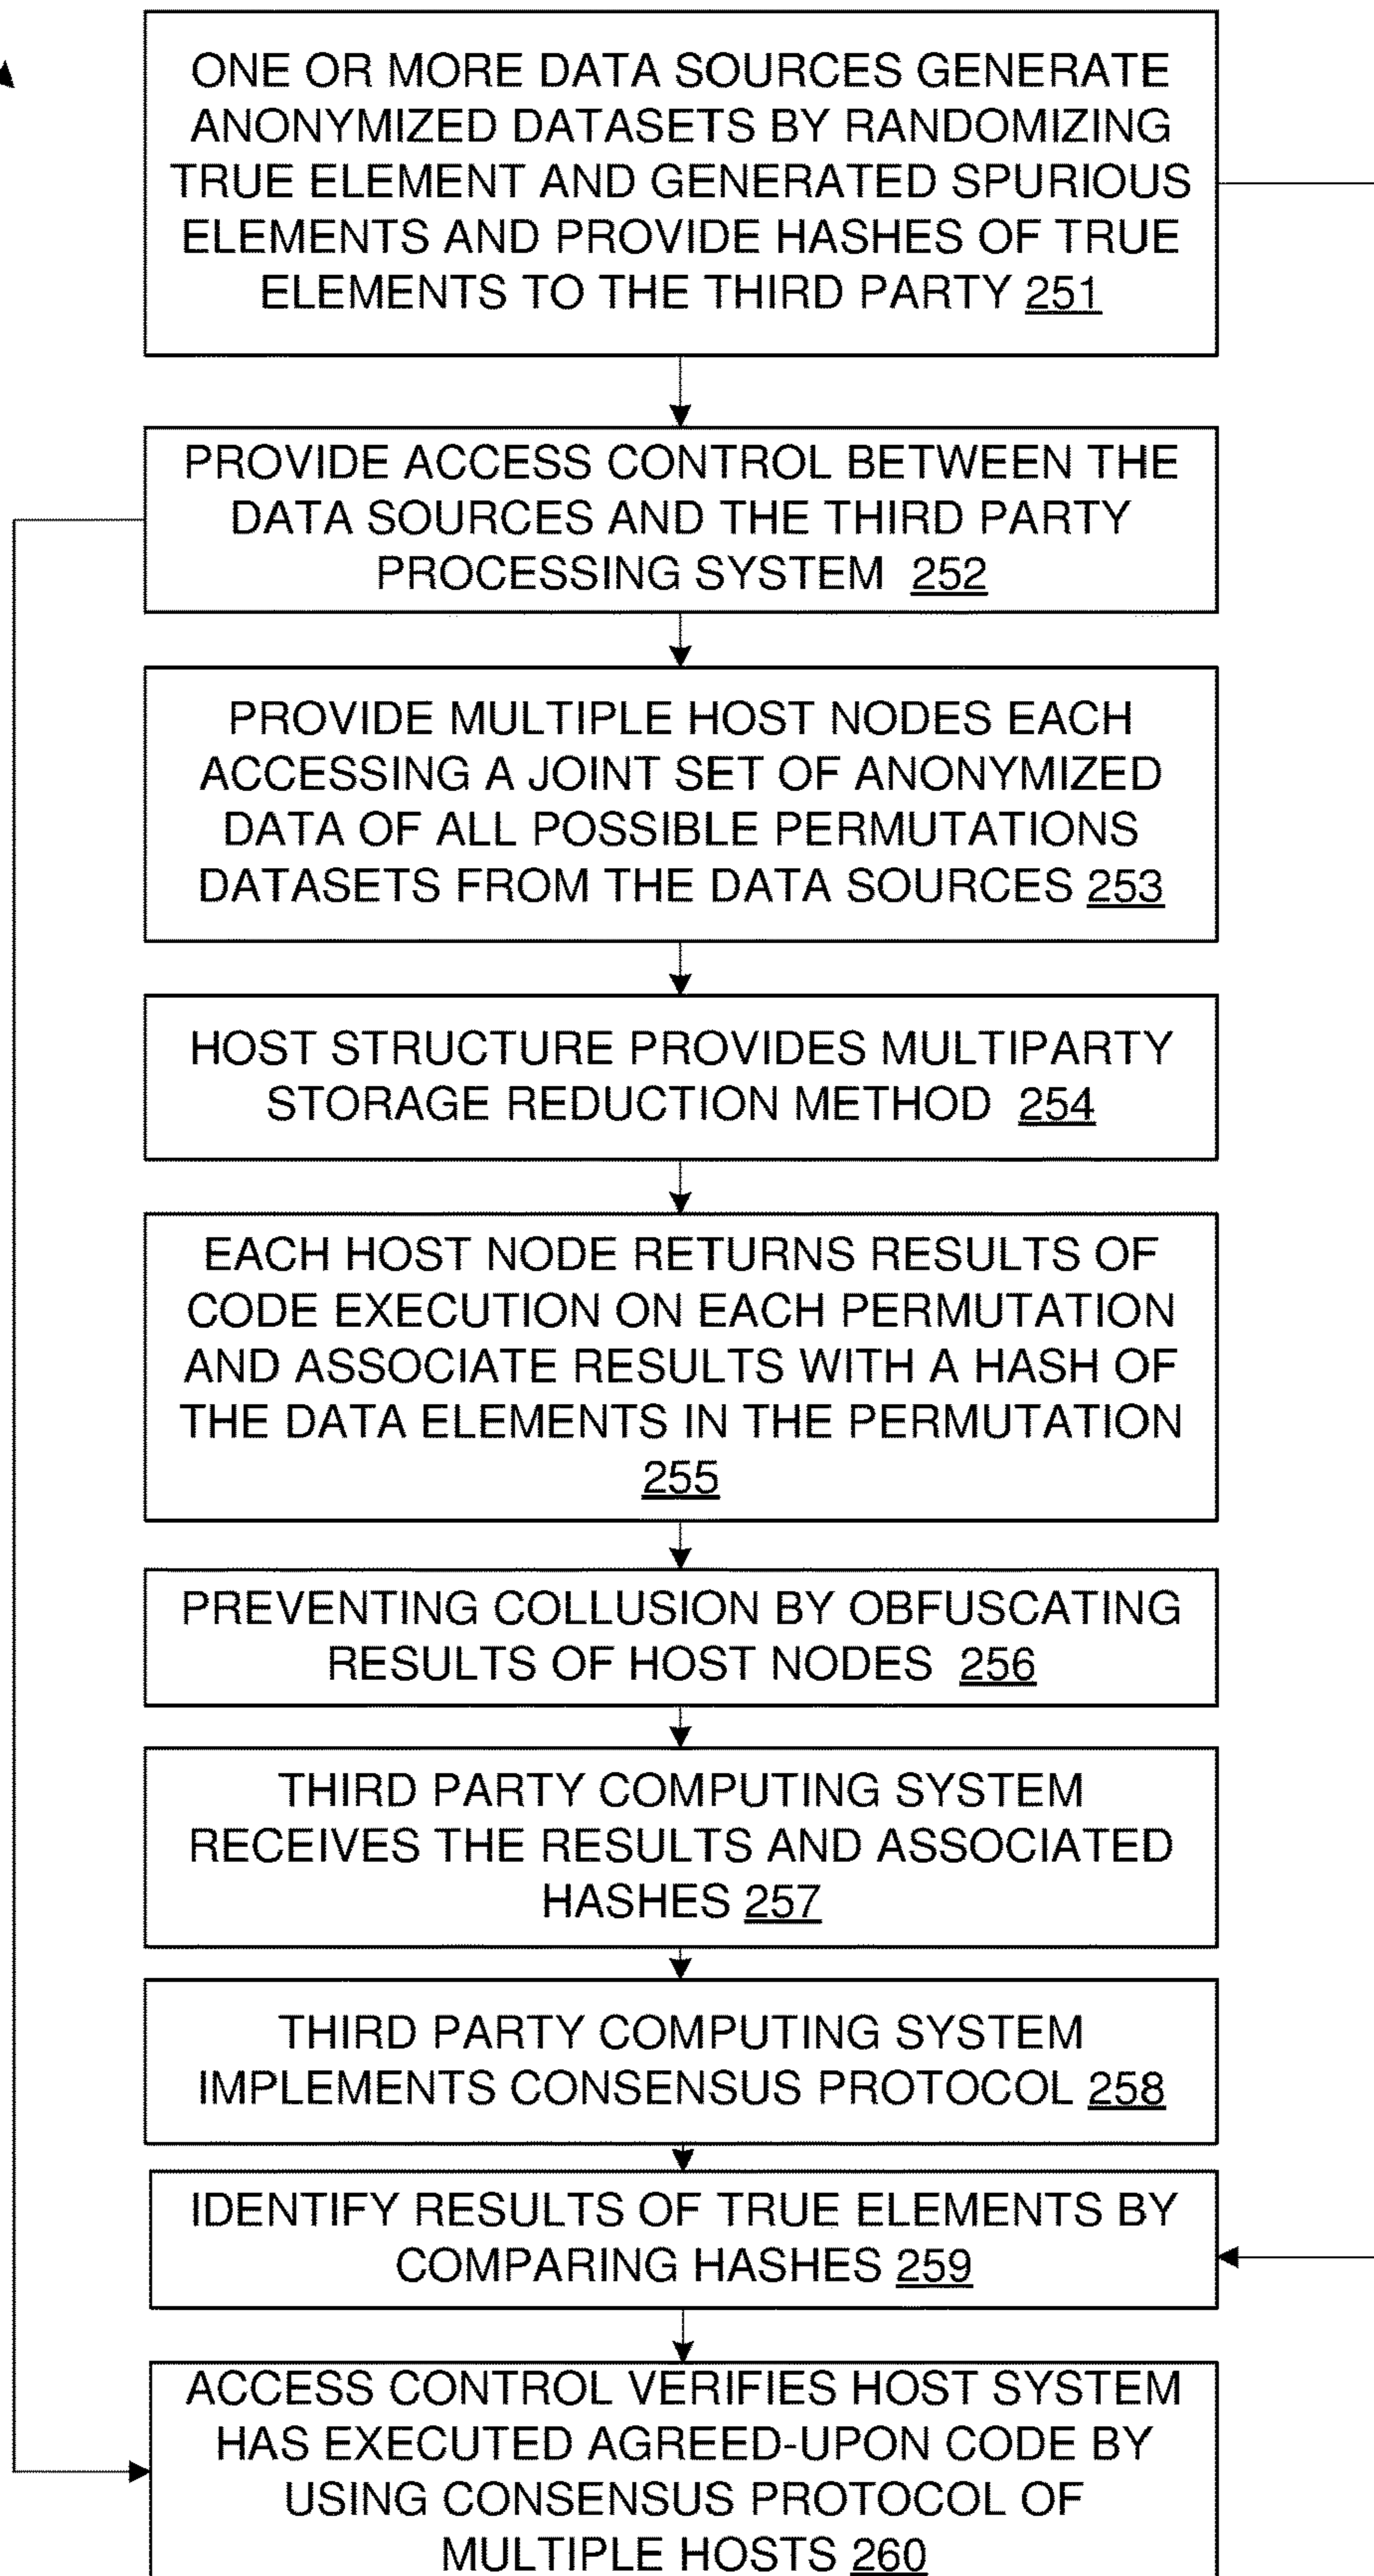 ONE OR MORE DATA SOURCES GENERATE
ANONYMIZED DATASETS BY RANDOMIZING
TRUE ELEMENT AND GENERATED SPURIOUS
ELEMENTS AND PROVIDE HASHES OF TRUE
ELEMENTS TO THE THIRD PARTY 251
PROVIDE ACCESS CONTROL BETWEEN THE
DATA SOURCES AND THE THIRD PARTY
PROCESSING SYSTEM 252
PROVIDE MULTIPLE HOST NODES EACH
ACCESSING A JOINT SET OF ANONYMIZED
DATA OF ALL POSSIBLE PERMUTATIONS
DATASETS FROM THE DATA SOURCES 253
HOST STRUCTURE PROVIDES MULTIPARTY
STORAGE REDUCTION METHOD 254
EACH HOST NODE RETURNS RESULTS OF
CODE EXECUTION ON EACH PERMUTATION
AND ASSOCIATE RESULTS WITH A HASH OF
THE DATA ELEMENTS IN THE PERMUTATION
255
PREVENTING COLLUSION BY OBFUSCATING
RESULTS OF HOST NODES 256
THIRD PARTY COMPUTING SYSTEM
RECEIVES THE RESULTS AND ASSOCIATED
HASHES 257
THIRD PARTY COMPUTING SYSTEM
IMPLEMENTS CONSENSUS PROTOCOL 258
IDENTIFY RESULTS OF TRUE ELEMENTS BY
COMPARING HASHES 259
ACCESS CONTROL VERIFIES HOST SYSTEM
HAS EXECUTED AGREED-UPON CODE BY
USING CONSENSUS PROTOCOL OF
MULTIPLE HOSTS 260